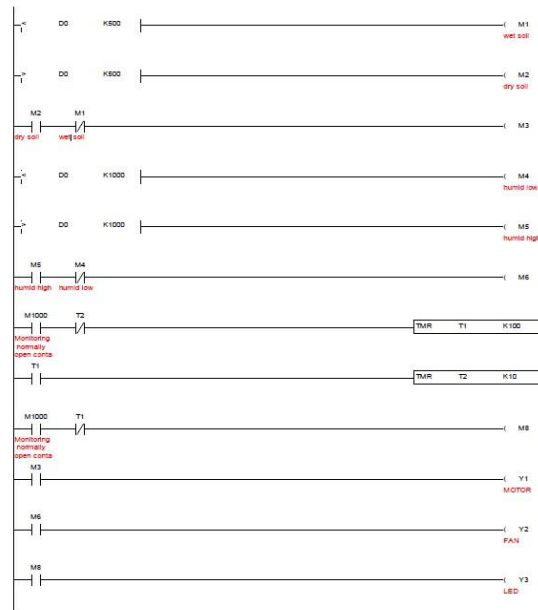 < D0 K500 ( M1
wet soil
> D0 K500 ( M2
dry soil
M2 M1
( M3
dry soil wet soil
< D0 K1000 ( M4
humid low
> D0 K1000 ( M5
humid high
M5 M4
( M6
humid high humid low
M1000 T2
TMR T1 K100
Monitoring
normally
open conta
T1
TMR T2 K10
M1000 T1
( M8
Monitoring
normally
open conta
M3
( Y1
MOTOR
M6
( Y2
FAN
M8
( Y3
LED